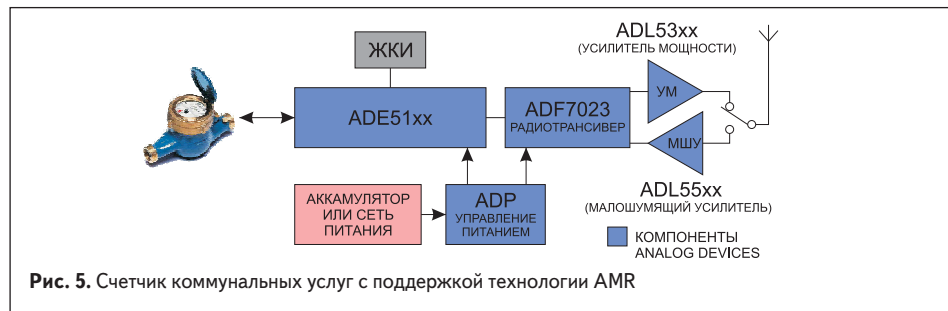 ADL53xx
(УСИЛИТЕЛЬ МОЩНОСТИ)
ЖКИ
УМ
ADE51xx
ADF7023
РАДИОТРАНСИВЕР
МШУ
ADL55xx
(МАЛОШУМЯЩИЙ УСИЛИТЕЛЬ)
АККАМУЛЯТОР
ИЛИ СЕТЬ
ПИТАНИЯ
ADP
УПРАВЛЕНИЕ
ПИТАНИЕМ
КОМПОНЕНТЫ
ANALOG DEVICES
Рис. 5. Счетчик коммунальных услуг с поддержкой технологии AMR